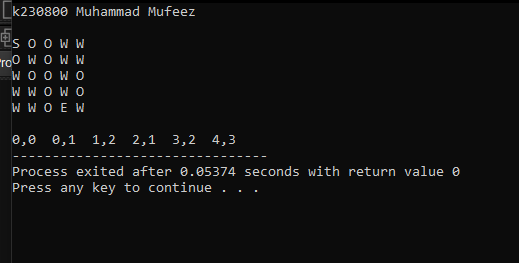 k230800 Muhammad Mufeez
S O O W W
O W O W W
W O O W O
W W O W O
W W O E W
0,0  0,1  1,2  2,1  3,2  4,3
--------------------------------
Process exited after 0.05374 seconds with return value 0
Press any key to continue . . .
ro